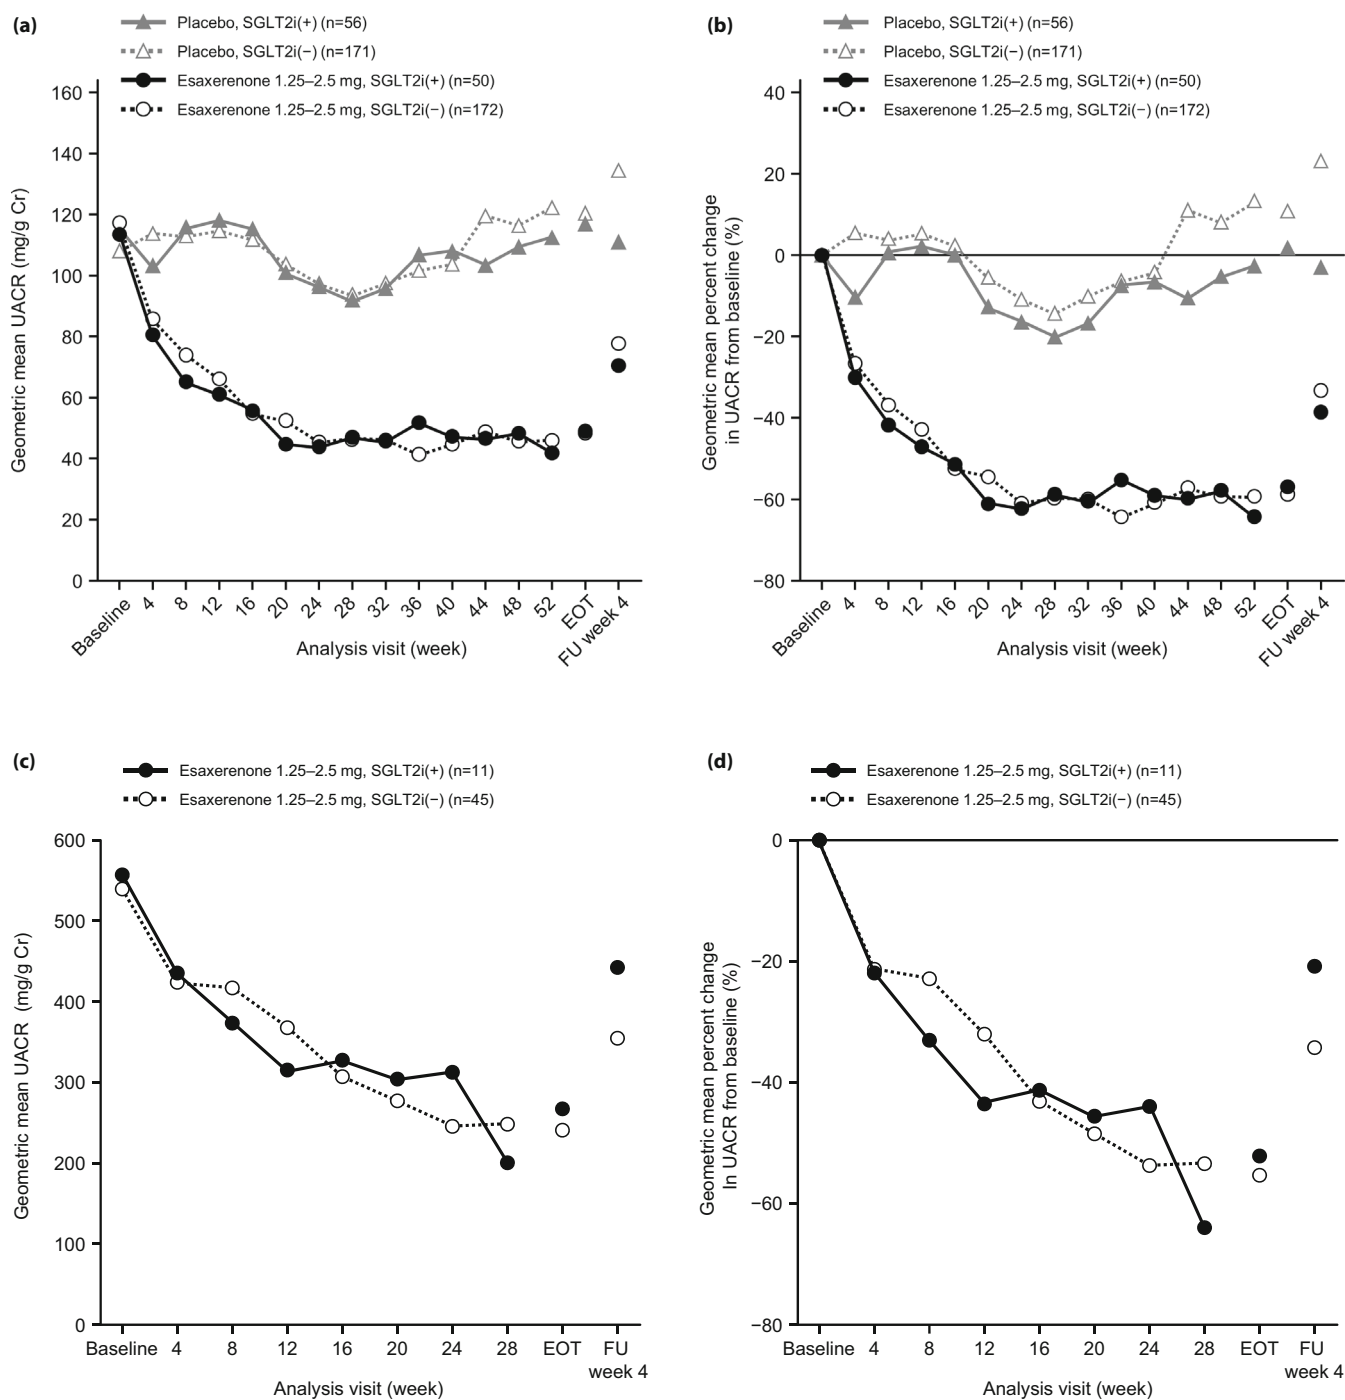 (a)
Placebo, SGLT2i(+) (n=56)
Placebo, SGLT2i(−) (n=171)
Esaxerenone 1.25–2.5 mg, SGLT2i(+) (n=50)
Esaxerenone 1.25–2.5 mg, SGLT2i(−) (n=172)
Geometric mean UACR (mg/g Cr)
160
140
120
100
80
60
40
20
0
Baseline 4 8 12 16 20 24 28 32 36 40 44 48 52 EOT FU week 4
Analysis visit (week)
(b)
Placebo, SGLT2i(+) (n=56)
Placebo, SGLT2i(−) (n=171)
Esaxerenone 1.25–2.5 mg, SGLT2i(+) (n=50)
Esaxerenone 1.25–2.5 mg, SGLT2i(−) (n=172)
Geometric mean percent change
in UACR from baseline (%)
40
20
0
−20
−40
−60
−80
Baseline 4 8 12 16 20 24 28 32 36 40 44 48 52 EOT FU week 4
Analysis visit (week)
(c)
Esaxerenone 1.25–2.5 mg, SGLT2i(+) (n=11)
Esaxerenone 1.25–2.5 mg, SGLT2i(−) (n=45)
Geometric mean UACR (mg/g Cr)
600
500
400
300
200
100
0
Baseline 4 8 12 16 20 24 28 EOT FU
week 4
Analysis visit (week)
(d)
Esaxerenone 1.25–2.5 mg, SGLT2i(+) (n=11)
Esaxerenone 1.25–2.5 mg, SGLT2i(−) (n=45)
Geometric mean percent change
In UACR from baseline (%)
0
−20
−40
−60
−80
Baseline 4 8 12 16 20 24 28 EOT FU
week 4
Analysis visit (week)